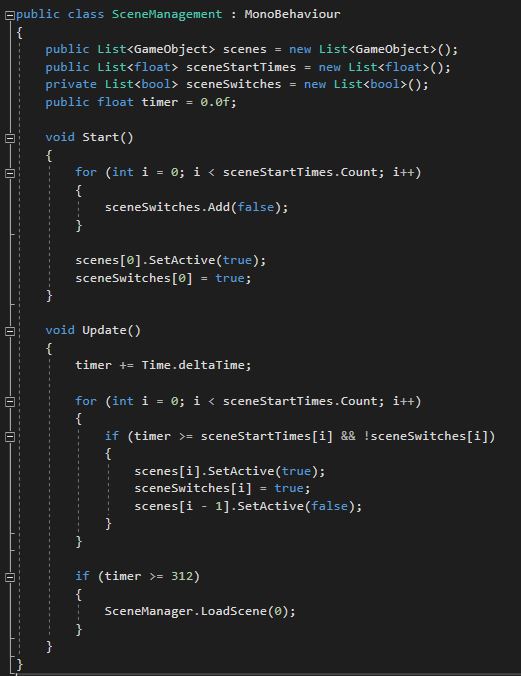 public class SceneManagement : MonoBehaviour
{
    public List<GameObject> scenes = new List<GameObject>();
    public List<float> sceneStartTimes = new List<float>();
    private List<bool> sceneSwitches = new List<bool>();
    public float timer = 0.0f;

    void Start()
    {
        for (int i = 0; i < sceneStartTimes.Count; i++)
        {
            sceneSwitches.Add(false);
        }

        scenes[0].SetActive(true);
        sceneSwitches[0] = true;
    }

    void Update()
    {
        timer += Time.deltaTime;

        for (int i = 0; i < sceneStartTimes.Count; i++)
        {
            if (timer >= sceneStartTimes[i] && !sceneSwitches[i])
            {
                scenes[i].SetActive(true);
                sceneSwitches[i] = true;
                scenes[i - 1].SetActive(false);
            }
        }

        if (timer >= 312)
        {
            SceneManager.LoadScene(0);
        }
    }
}